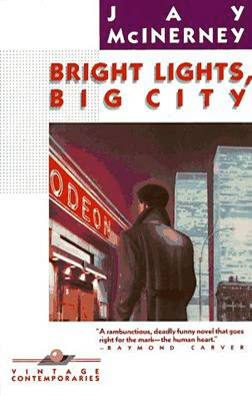 JAY
McINERNEY
BRIGHT LIGHTS,
BIG CITY
ODEON
"A rambunctious, deadly funny novel that goes
right for the mark—the human heart."
—RAYMOND CARVER
VINTAGE
CONTEMPORARIES